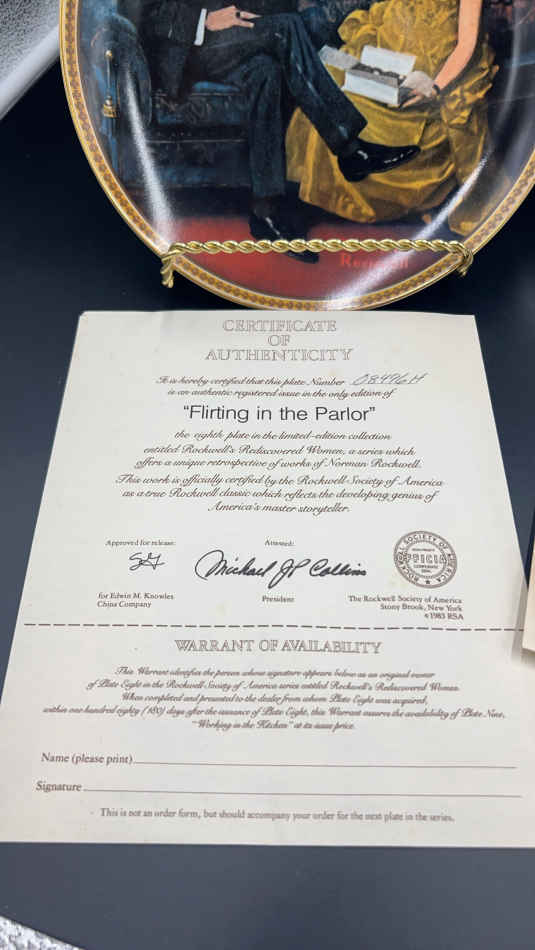 CERTIFICATE
OF
AUTHENTICITY
It is hereby certified that this plate Number 08496H
is an authentic registered issue in the only edition of
"Flirting in the Parlor"
the eighth plate in the limited-edition collection
entitled Rockwell's Rediscovered Women, a series which
offers a unique retrospective of works of Norman Rockwell.
This work is officially certified by the Rockwell Society of America
as a true Rockwell classic which reflects the developing genius of
America's master storyteller.
Approved for release:
Attested:
Michael JP Collins
ROCKWELL SOCIETY OF AMERICA
OFFICIAL
for Edwin M. Knowles
China Company
President
The Rockwell Society of America
Stony Brook, New York
©1983 RSA
WARRANT OF AVAILABILITY
This Warrant identifies the person whose signature appears below as an original owner
of Plate Eight in the Rockwell Society of America series entitled Rockwell's Rediscovered Women.
When completed and presented to the dealer from whom Plate Eight was acquired,
within one hundred eighty (180) days after the issuance of Plate Eight, this Warrant assures the availability of Plate Nine,
"Working in the Kitchen" at its issue price.
Name (please print)
Signature
This is not an order form, but should accompany your order for the next plate in the series.